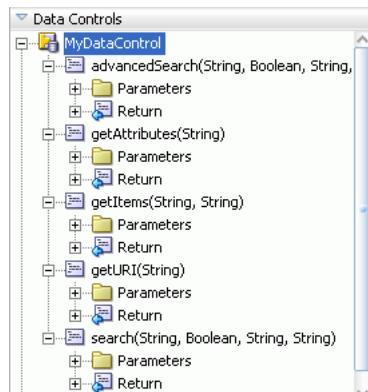 Data Controls
MyDataControl
advancedSearch(String, Boolean, String,
Parameters
Return
getAttributes(String)
Parameters
Return
getItems(String, String)
Parameters
Return
getURI(String)
Parameters
Return
search(String, Boolean, String, String)
Parameters
Return